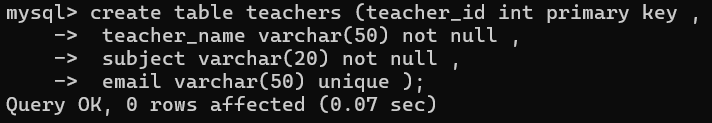 mysql> create table teachers (teacher_id int primary key ,
    ->  teacher_name varchar(50) not null ,
    ->  subject varchar(20) not null ,
    ->  email varchar(50) unique );
Query OK, 0 rows affected (0.07 sec)